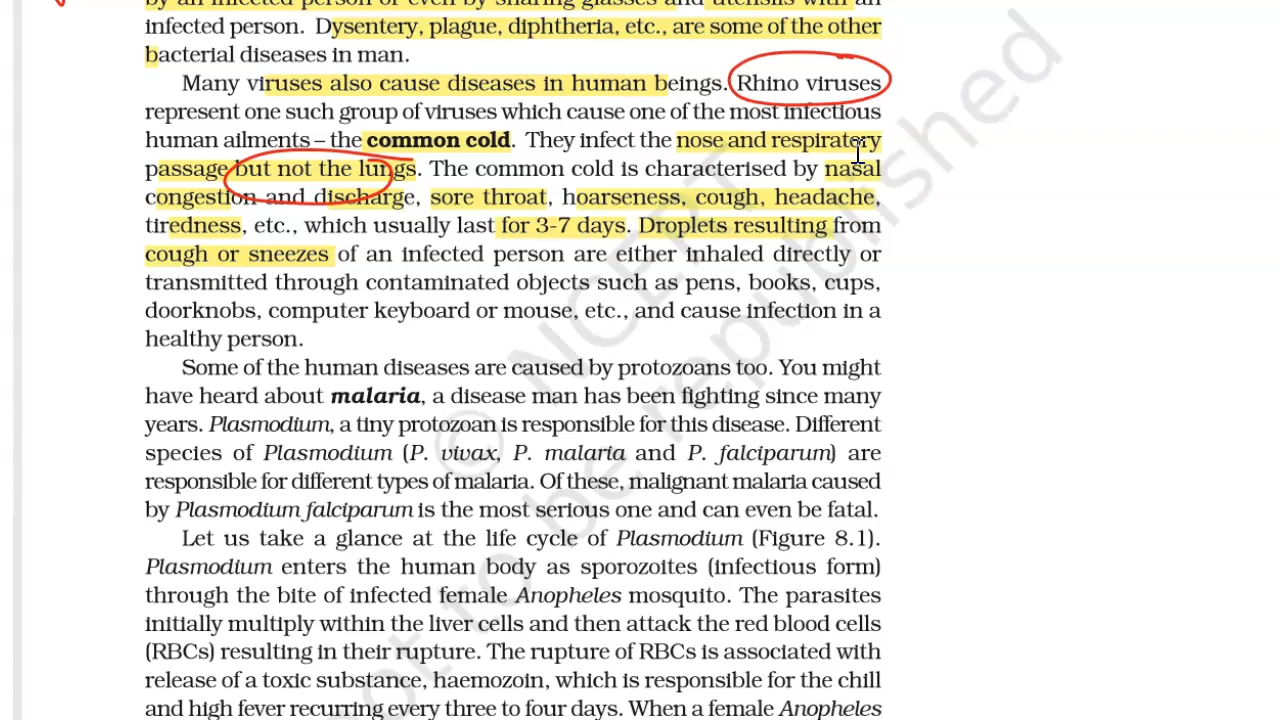 by an infected person or even by sharing glasses and utensils with an
infected person. Dysentery, plague, diphtheria, etc., are some of the other
bacterial diseases in man.
Many viruses also cause diseases in human beings. Rhino viruses
represent one such group of viruses which cause one of the most infectious
human ailments – the common cold. They infect the nose and respiratory
passage but not the lungs. The common cold is characterised by nasal
congestion and discharge, sore throat, hoarseness, cough, headache,
tiredness, etc., which usually last for 3-7 days. Droplets resulting from
cough or sneezes of an infected person are either inhaled directly or
transmitted through contaminated objects such as pens, books, cups,
doorknobs, computer keyboard or mouse, etc., and cause infection in a
healthy person.
Some of the human diseases are caused by protozoans too. You might
have heard about malaria, a disease man has been fighting since many
years. Plasmodium, a tiny protozoan is responsible for this disease. Different
species of Plasmodium (P. vivax, P. malaria and P. falciparum) are
responsible for different types of malaria. Of these, malignant malaria caused
by Plasmodium falciparum is the most serious one and can even be fatal.
Let us take a glance at the life cycle of Plasmodium (Figure 8.1).
Plasmodium enters the human body as sporozoites (infectious form)
through the bite of infected female Anopheles mosquito. The parasites
initially multiply within the liver cells and then attack the red blood cells
(RBCs) resulting in their rupture. The rupture of RBCs is associated with
release of a toxic substance, haemozoin, which is responsible for the chill
and high fever recurring every three to four days. When a female Anopheles
© NCERT
not to be republished